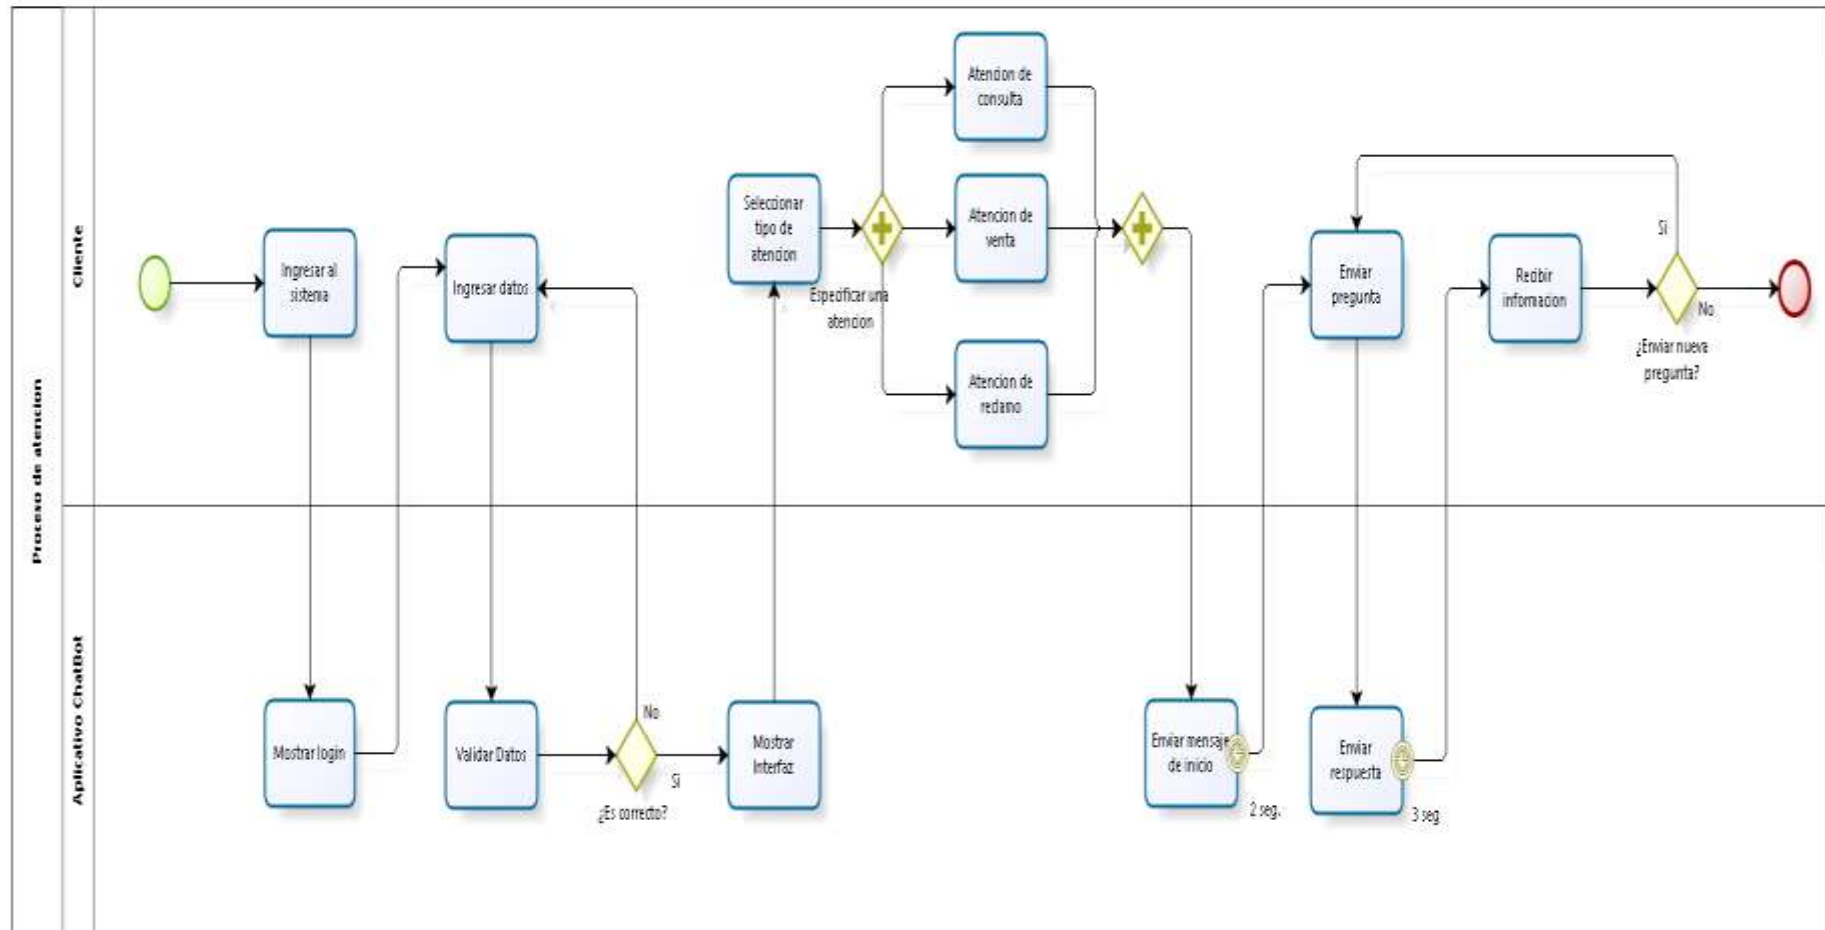 Proceso de atencion
Cliente
Ingresar al
sistema
Ingresar datos
Seleccionar
tipo de
atencion
Especificar una
atencion
Atencion de
consulta
Atencion de
venta
Atencion de
reclamo
Enviar
pregunta
Recibir
informacion
Si
No
¿Enviar nueva
pregunta?
Aplicativo ChatBot
Mostrar login
Validar Datos
No
Si
¿Es correcto?
Mostrar
Interfaz
Enviar mensaje
de inicio
2 seg.
Enviar
respuesta
3 seg